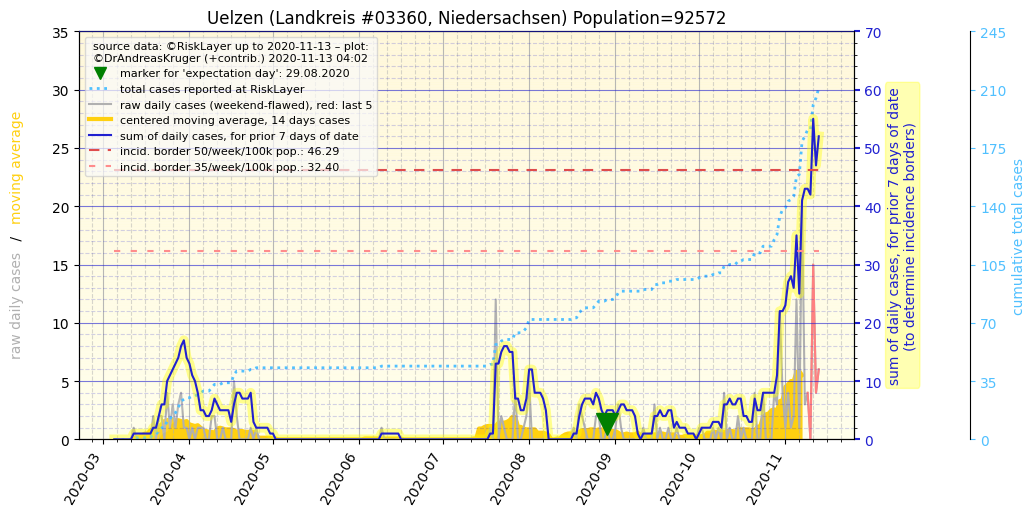 Uelzen (Landkreis #03360, Niedersachsen) Population=92572
source data: ©RiskLayer up to 2020-11-13 – plot:
©DrAndreasKruger (+contrib.) 2020-11-13 04:02
marker for 'expectation day': 29.08.2020
total cases reported at RiskLayer
raw daily cases (weekend-flawed), red: last 5
centered moving average, 14 days cases
sum of daily cases, for prior 7 days of date
incid. border 50/week/100k pop.: 46.29
incid. border 35/week/100k pop.: 32.40
raw daily cases / moving average
35
30
25
20
15
10
5
0
2020-03
2020-04
2020-05
2020-06
2020-07
2020-08
2020-09
2020-10
2020-11
70
60
50
40
30
20
10
0
sum of daily cases, for prior 7 days of date
(to determine incidence borders)
245
210
175
140
105
70
35
0
cumulative total cases